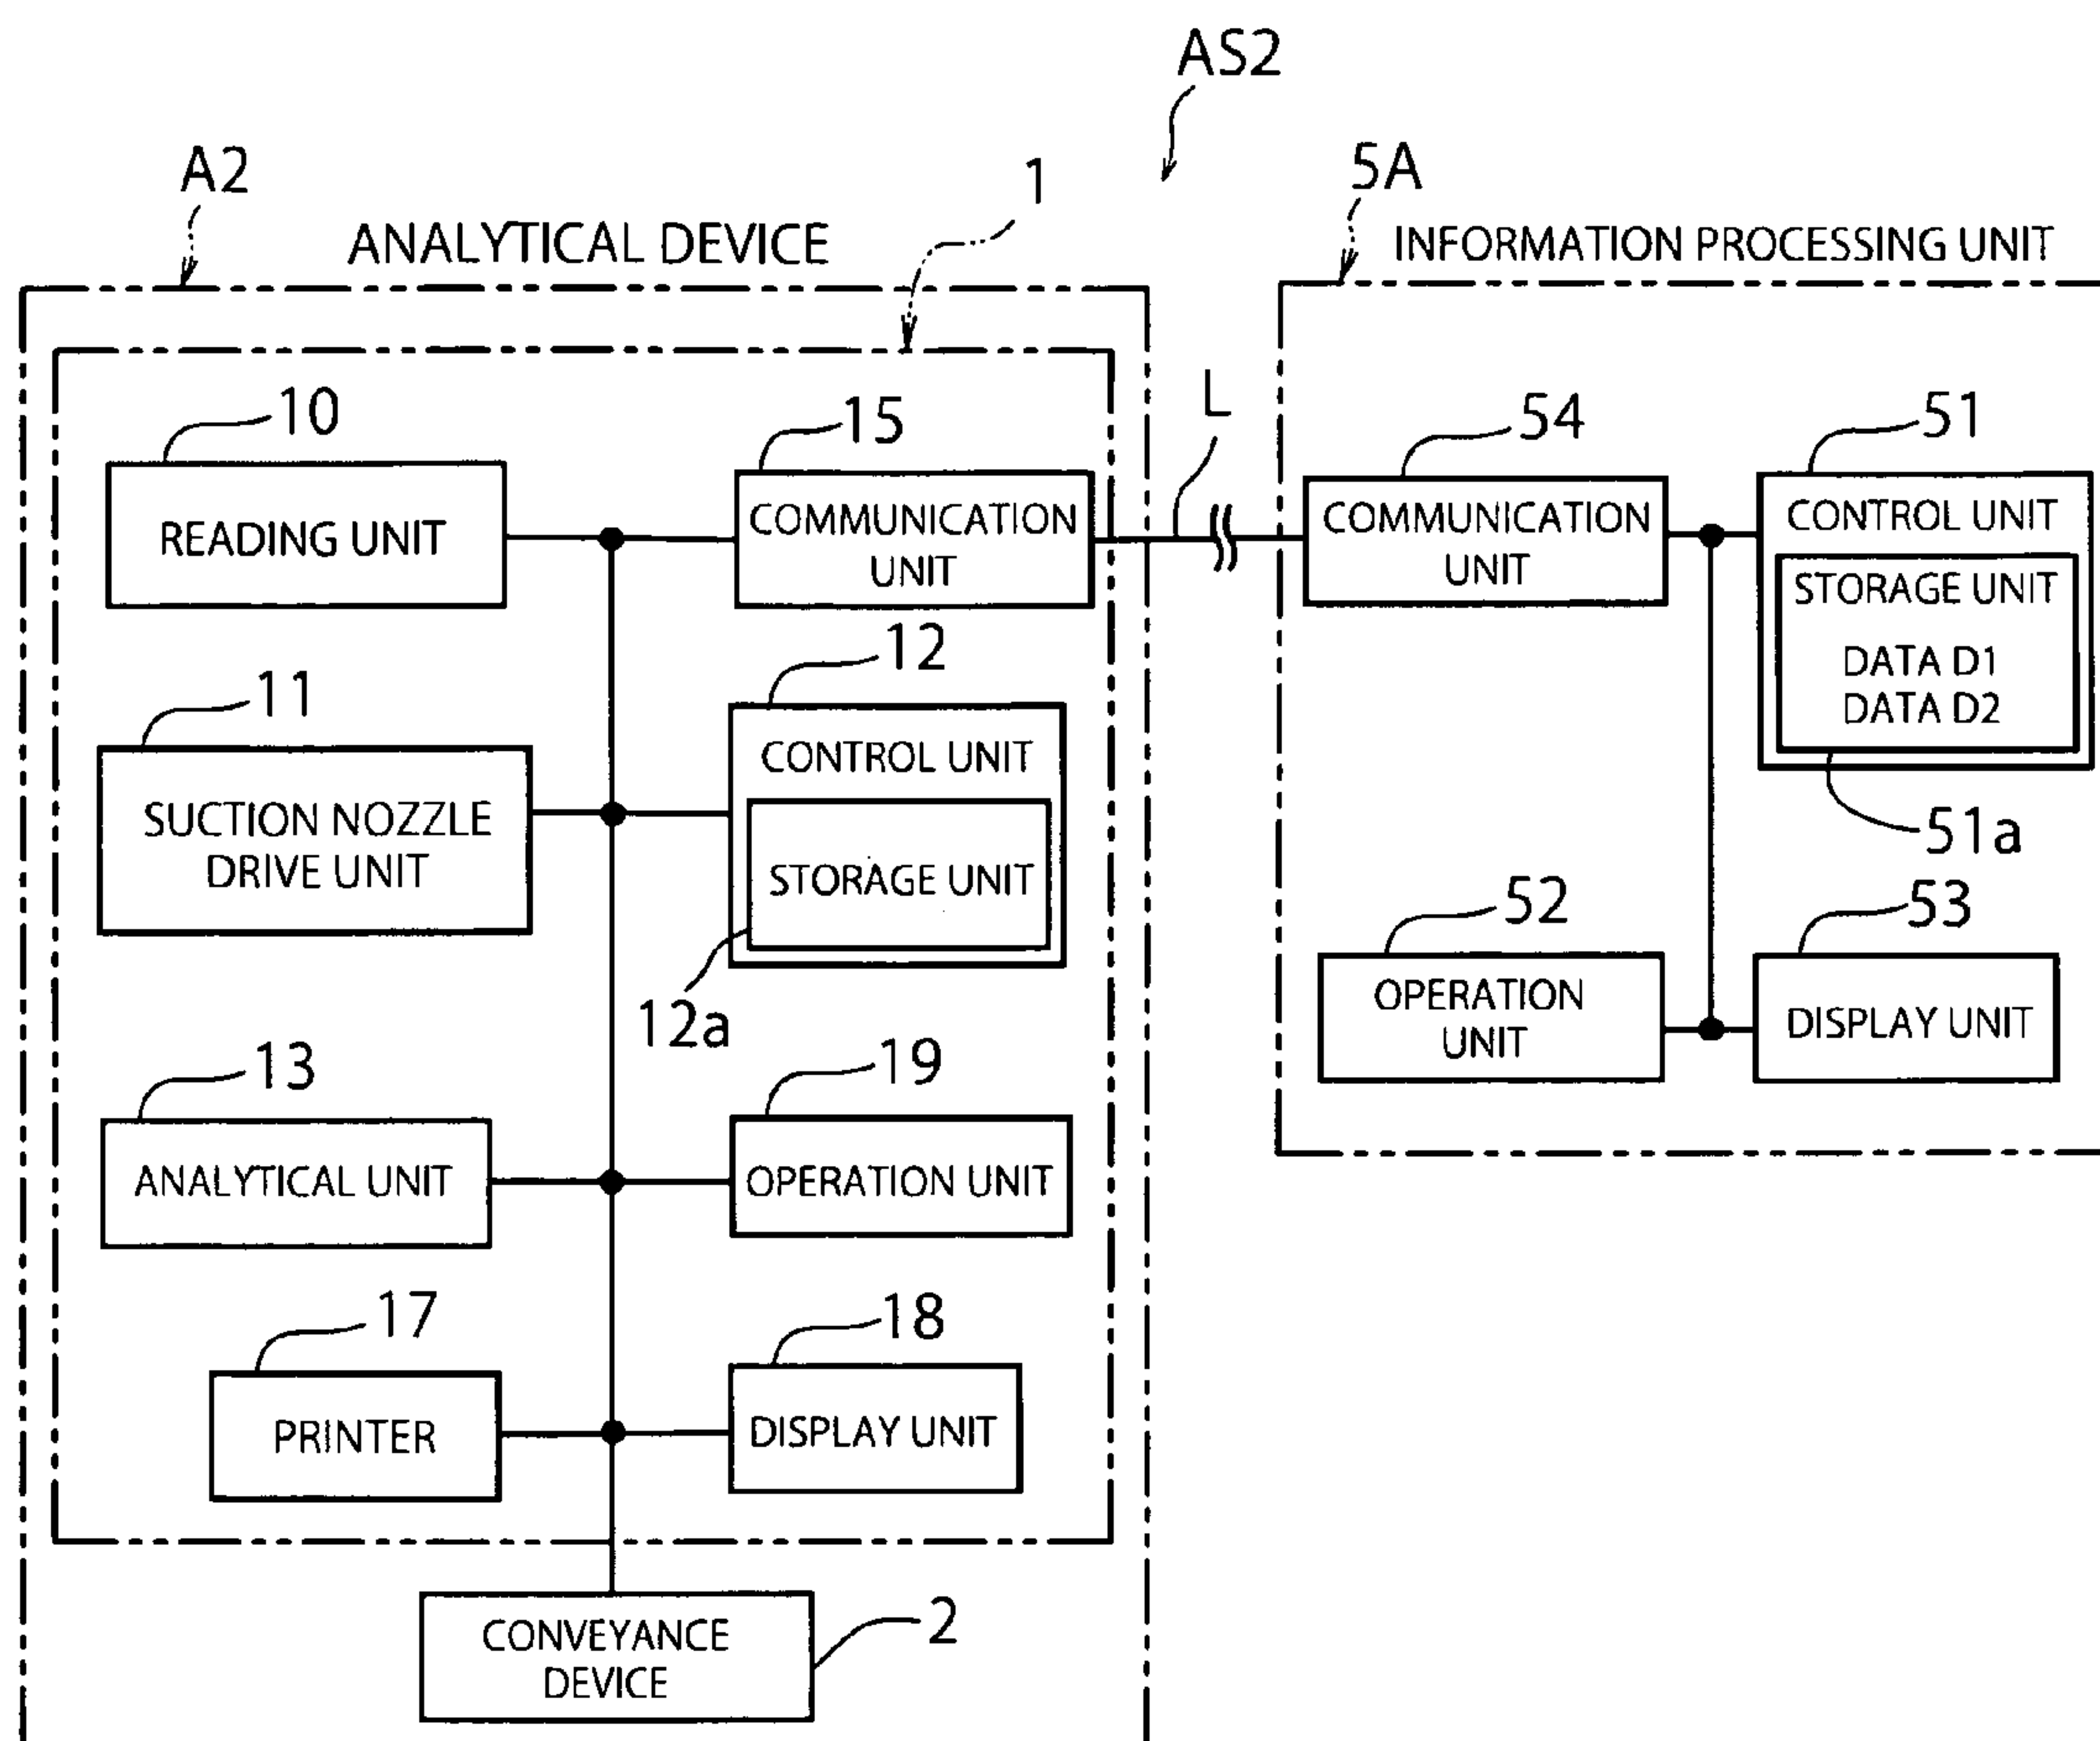 AS2
A2
1
5A
ANALYTICAL DEVICE
INFORMATION PROCESSING UNIT
10
15
L
54
51
READING UNIT
COMMUNICATION
UNIT
COMMUNICATION
UNIT
CONTROL UNIT
STORAGE UNIT
DATA D1
DATA D2
51a
11
12
SUCTION NOZZLE
DRIVE UNIT
CONTROL UNIT
STORAGE UNIT
12a
52
53
OPERATION
UNIT
DISPLAY UNIT
13
19
ANALYTICAL UNIT
OPERATION UNIT
17
18
PRINTER
DISPLAY UNIT
CONVEYANCE
DEVICE
2